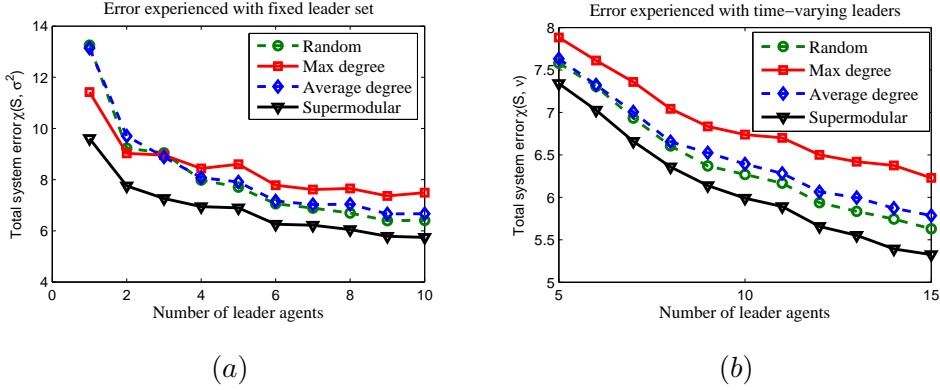 Error experienced with fixed leader set
14
12
10
8
6
4
0
2
4
6
8
10
Total system error χ(S, σ²)
Number of leader agents
Random
Max degree
Average degree
Supermodular
(a)
Error experienced with time−varying leaders
8
7.5
7
6.5
6
5.5
5
5
10
15
Total system error χ(S, ν)
Number of leader agents
Random
Max degree
Average degree
Supermodular
(b)